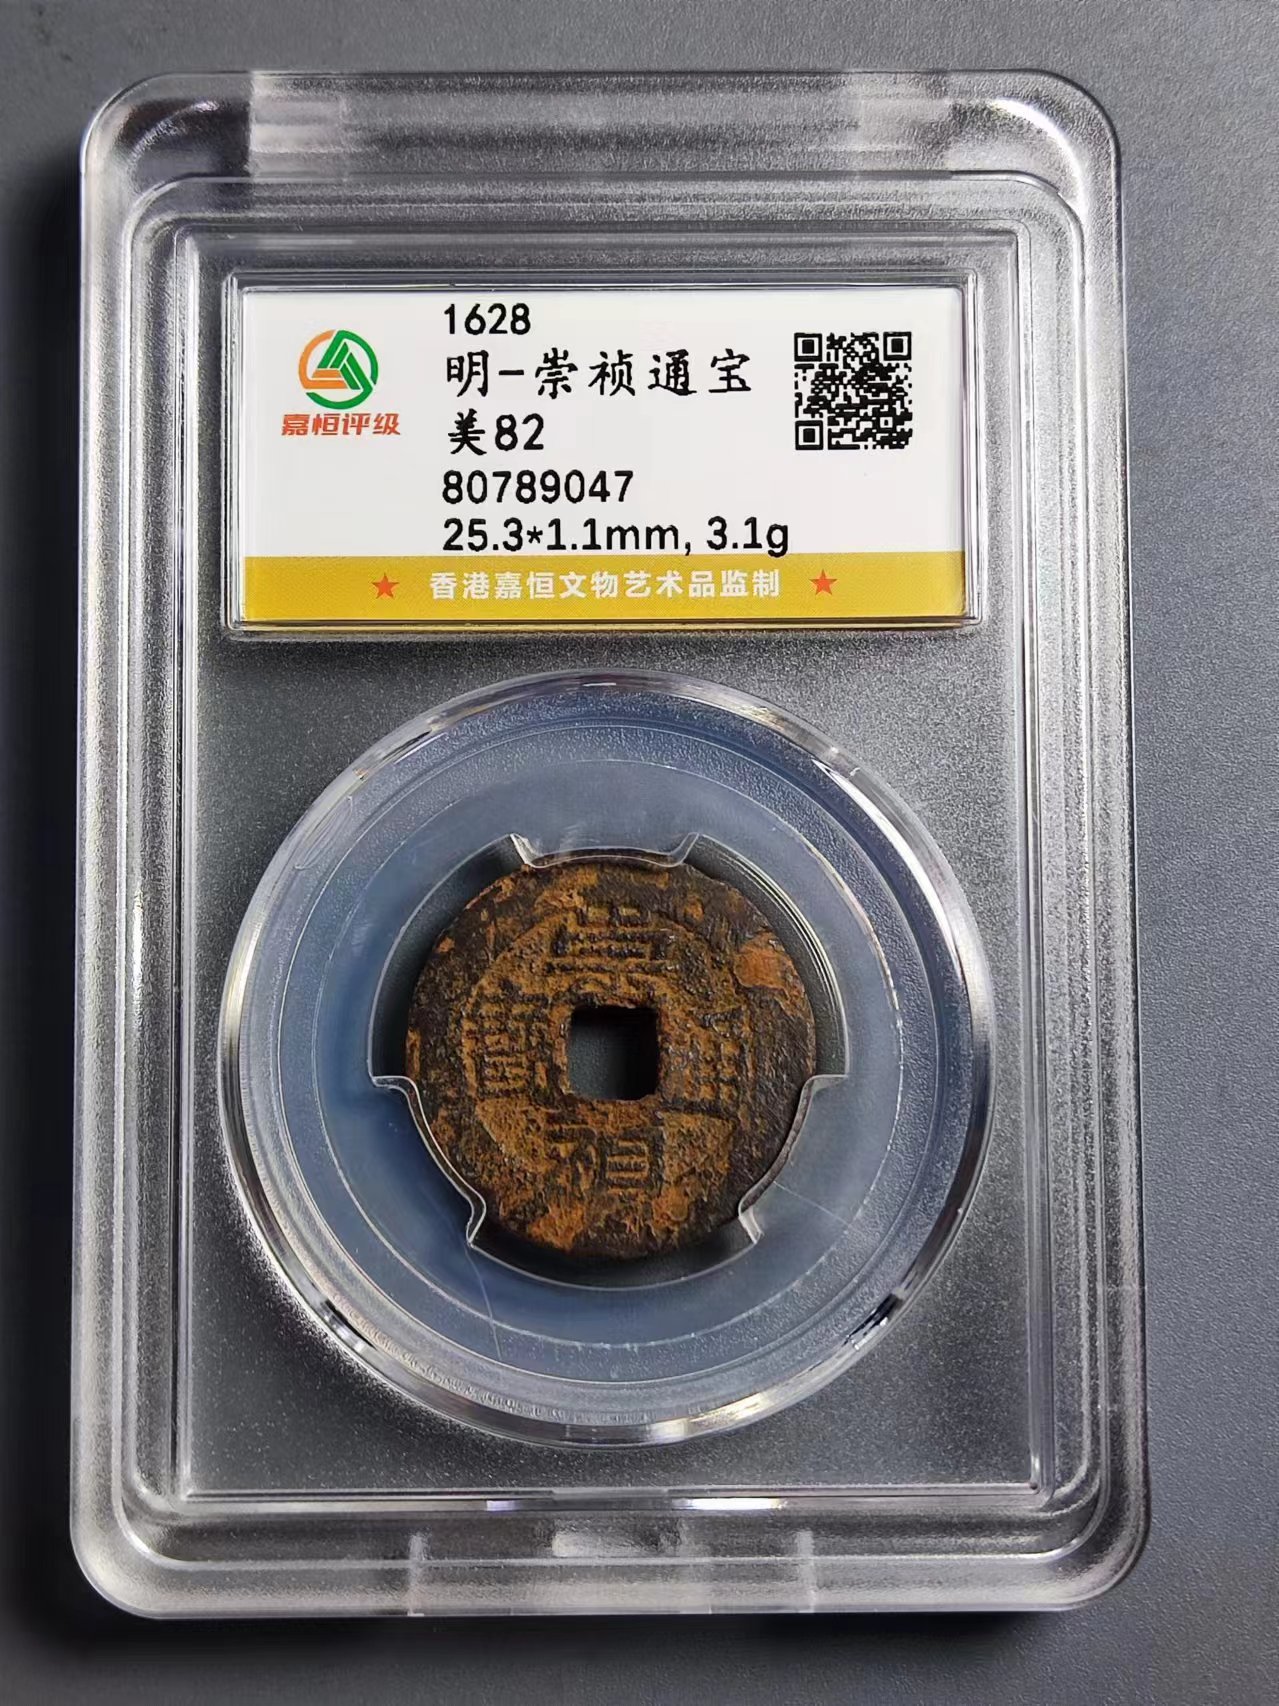 嘉恒评级
1628
明-崇祯通宝
美82
80789047
25.3*1.1mm, 3.1g
★ 香港嘉恒文物艺术品监制 ★
崇
寶
禎